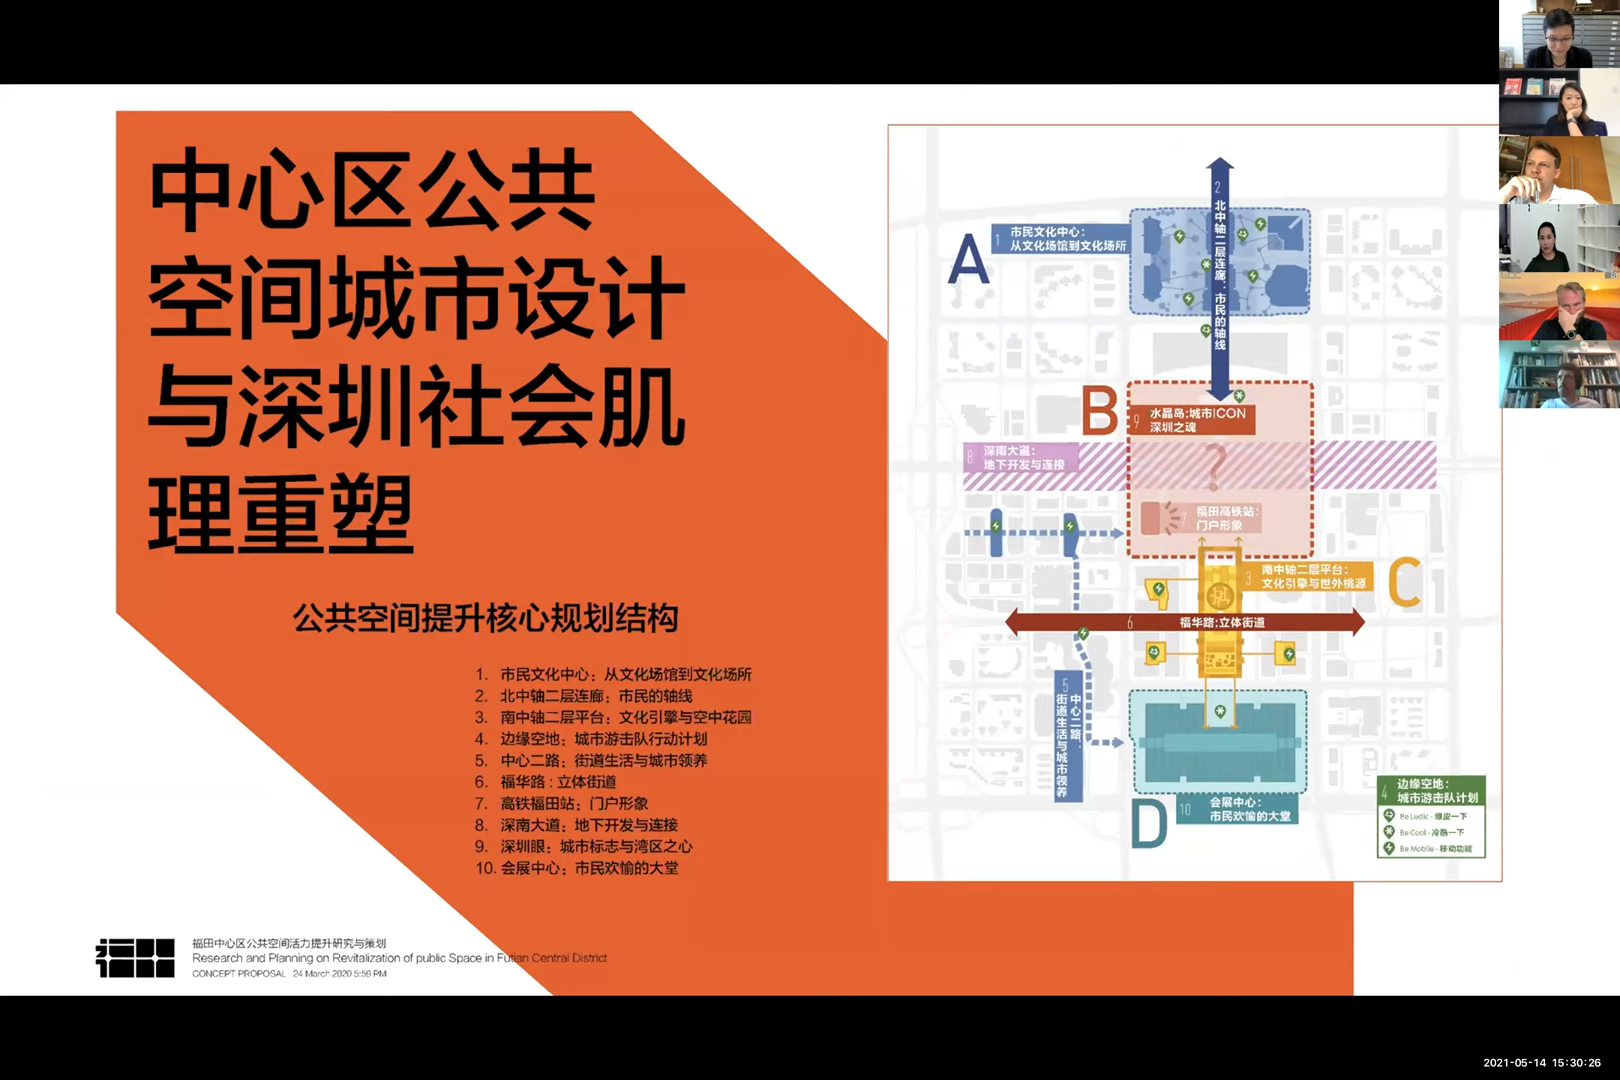 中心区公共
空间城市设计
与深圳社会肌
理重塑
公共空间提升核心规划结构
1. 市民文化中心：从文化场馆到文化场所
2. 北中轴二层连廊：市民的轴线
3. 南中轴二层平台：文化引擎与空中花园
4. 边缘空地：城市游击队行动计划
5. 中心二路：街道生活与城市领养
6. 福华路：立体街道
7. 高铁福田站：门户形象
8. 深南大道：地下开发与连接
9. 深圳眼：城市标志与湾区之心
10. 会展中心：市民欢愉的大堂
福田中心区公共空间活力提升研究与策划
Research and Planning on Revitalization of public Space in Futian Central District
CONCEPT PROPOSAL 24 March 2020 5:59 PM
2 北中轴二层连廊：市民的轴线
A
1 市民文化中心：
从文化场馆到文化场所
B
9 水晶岛:城市ICON
深圳之魂
8 深南大道：
地下开发与连接
?
7 福田高铁站：
门户形象
3 南中轴二层平台：
文化引擎与世外桃源
C
6 福华路:立体街道
5 中心二路：
街道生活与城市领养
D
10 会展中心：
市民欢愉的大堂
4 边缘空地：
城市游击队计划
Be Ludic - 顽皮一下
Be Cool - 冷酷一下
Be Mobile - 移动功能
2021-05-14 15:30:26